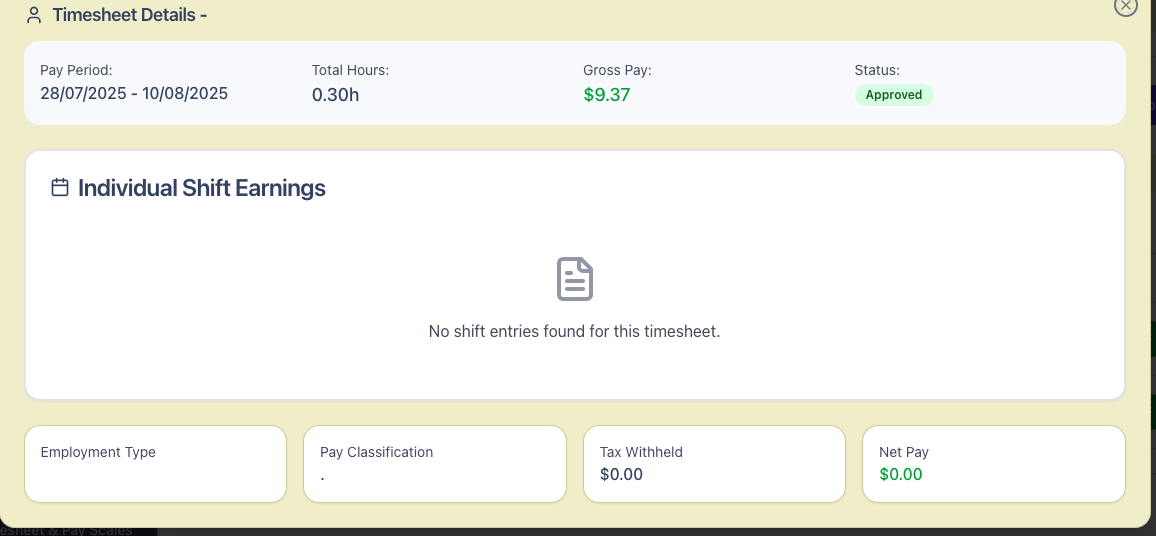 Timesheet Details -
Pay Period: Total Hours: Gross Pay: Status:
28/07/2025 - 10/08/2025 0.30h $9.37 Approved
Individual Shift Earnings
No shift entries found for this timesheet.
Employment Type Pay Classification Tax Withheld Net Pay
. $0.00 $0.00
esheet & Pay Scales